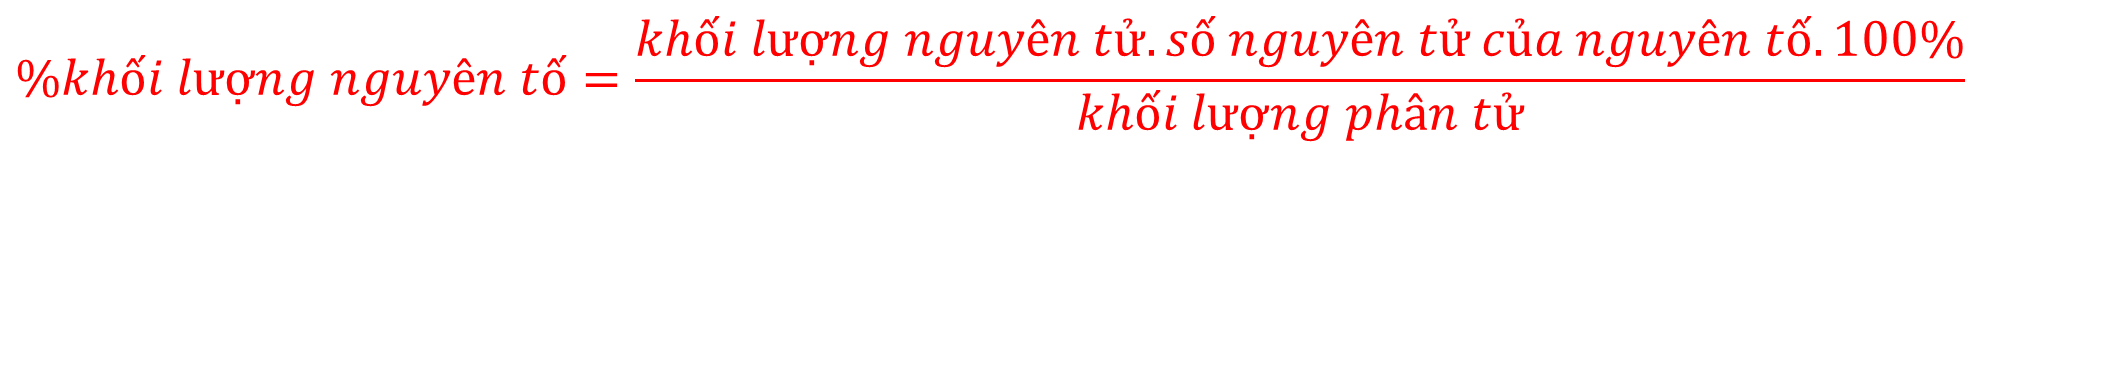 %khối lượng nguyên tố = khối lượng nguyên tử. số nguyên tử của nguyên tố. 100%
khối lượng phân tử